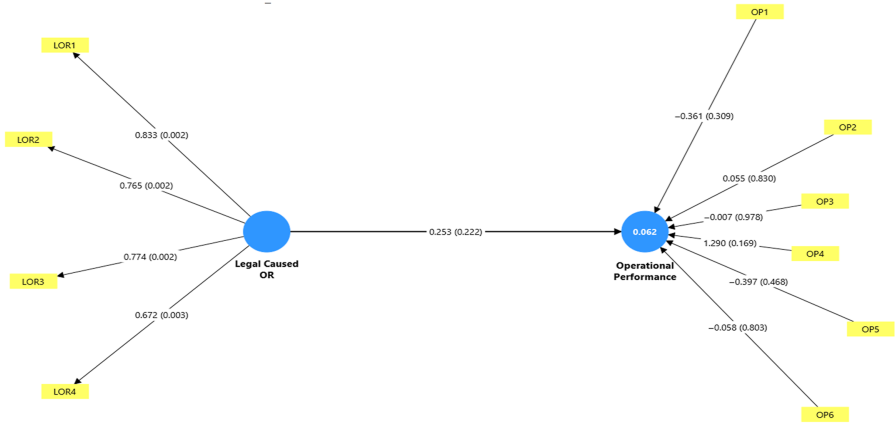 OP1
LOR1
−0.361 (0.309)
OP2
0.833 (0.002)
LOR2
0.765 (0.002)
0.055 (0.830)
OP3
−0.007 (0.978)
0.253 (0.222)
0.062
1.290 (0.169)
OP4
0.774 (0.002)
Legal Caused
OR
Operational
Performance
LOR3
−0.397 (0.468)
0.672 (0.003)
−0.058 (0.803)
OP5
LOR4
OP6